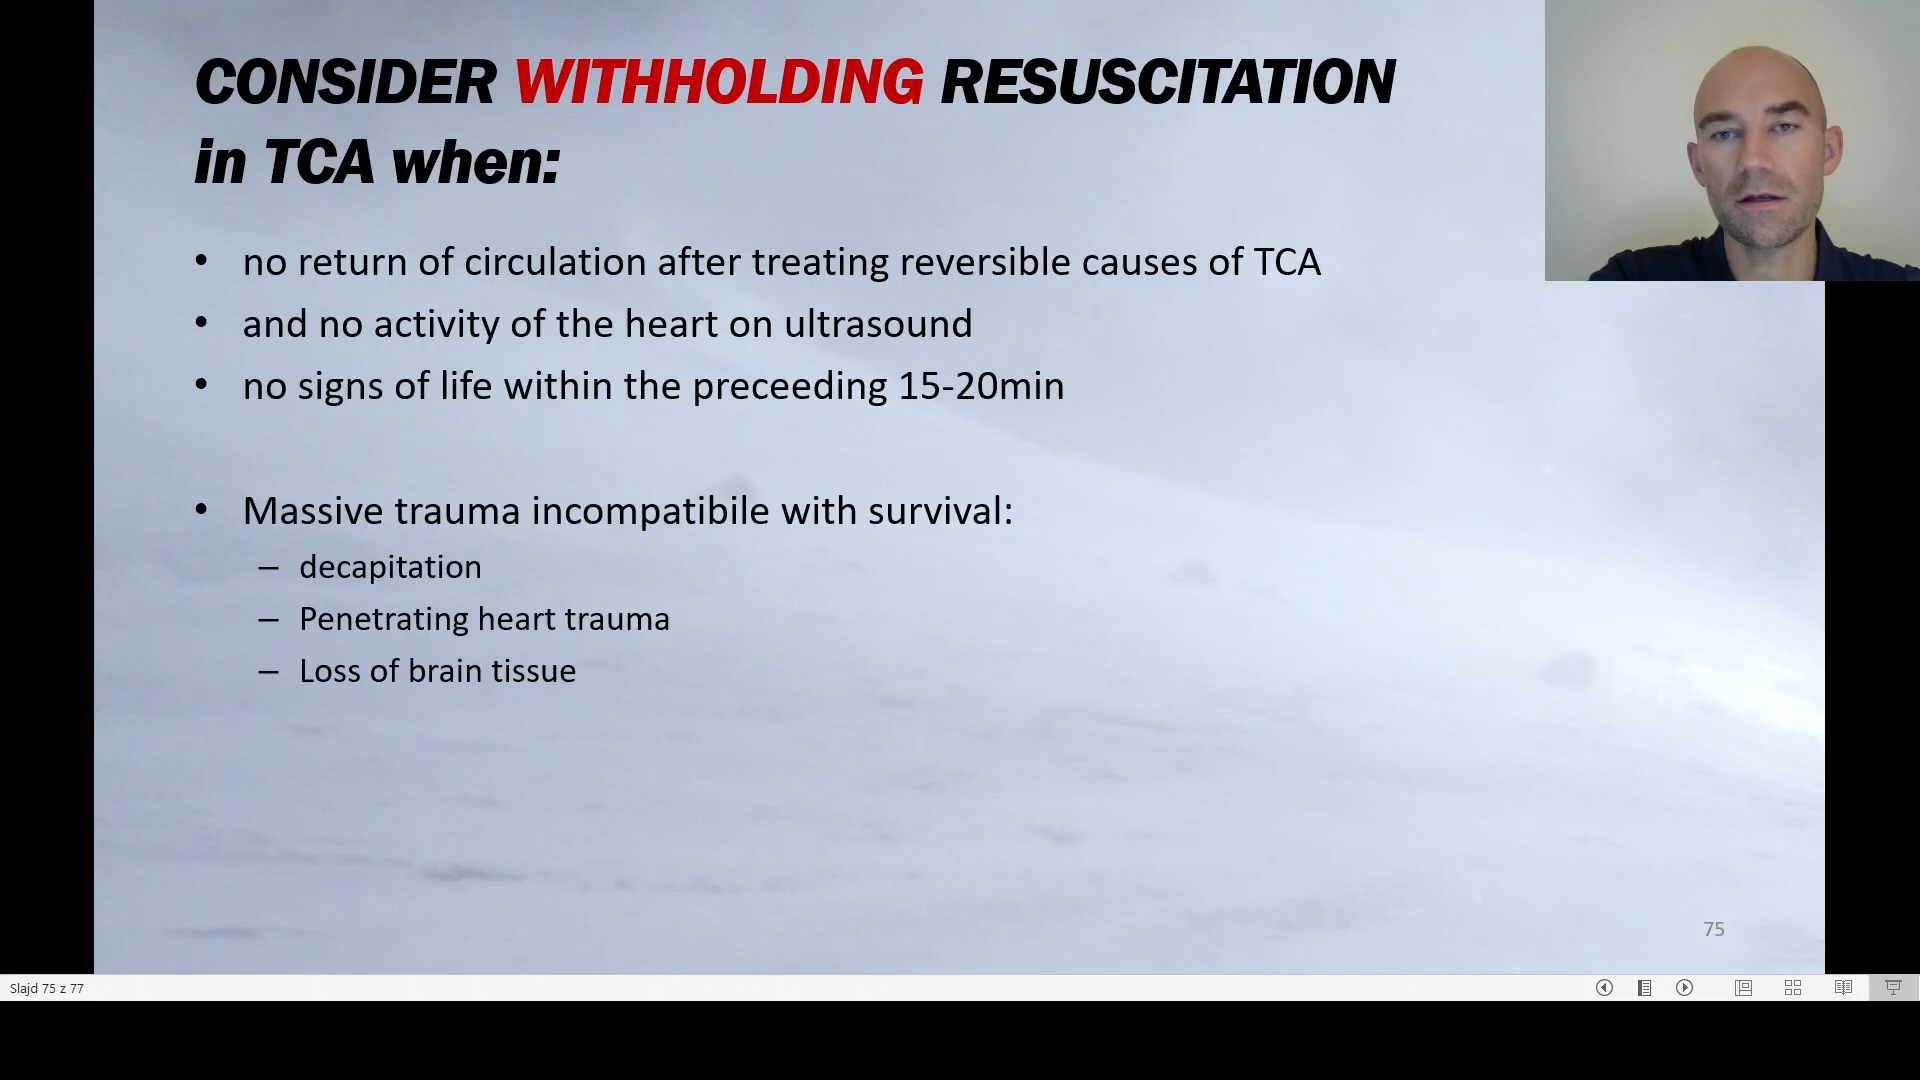 CONSIDER WITHHOLDING RESUSCITATION
in TCA when:
• no return of circulation after treating reversible causes of TCA
• and no activity of the heart on ultrasound
• no signs of life within the preceeding 15-20min
• Massive trauma incompatibile with survival:
– decapitation
– Penetrating heart trauma
– Loss of brain tissue
75
Slajd 75 z 77